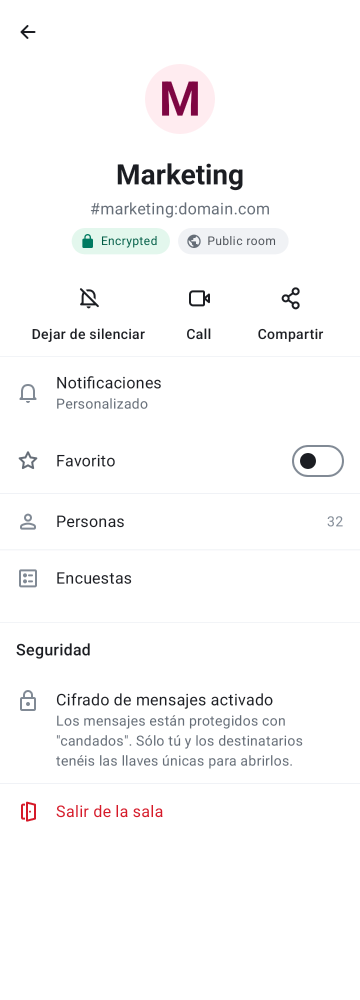 M
Marketing
#marketing:domain.com
Encrypted
Public room
Dejar de silenciar
Call
Compartir
Notificaciones
Personalizado
Favorito
Personas
32
Encuestas
Seguridad
Cifrado de mensajes activado
Los mensajes están protegidos con
"candados". Sólo tú y los destinatarios
tenéis las llaves únicas para abrirlos.
Salir de la sala